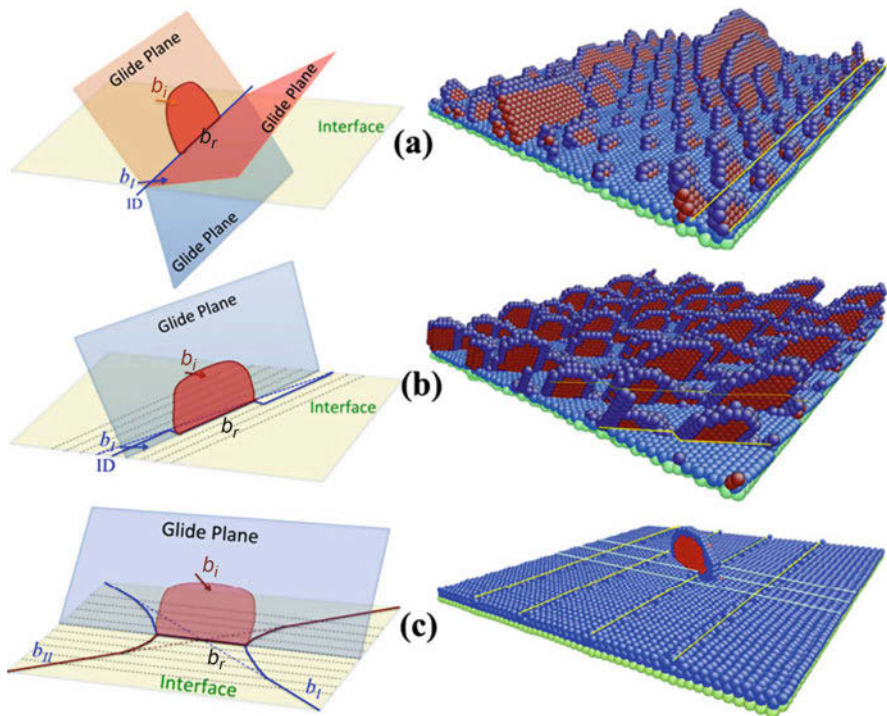 Glide Plane
b_i
Glide Plane
b_r
Interface
b_I
ID
Glide Plane
(a)
Glide Plane
b_i
Interface
b_r
b_I
ID
(b)
Glide Plane
b_i
b_II
b_r
b_I
Interface
(c)